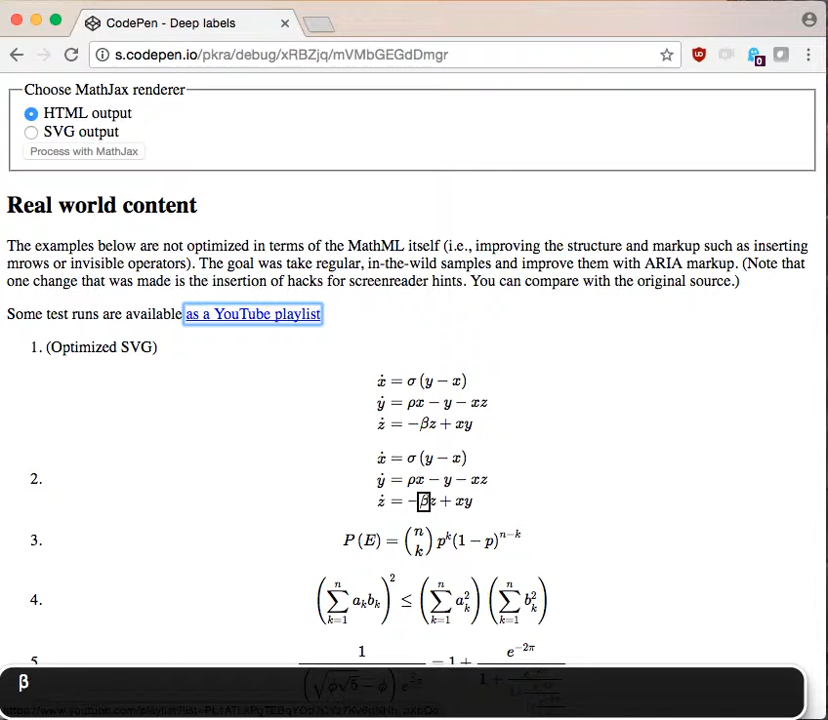 CodePen - Deep labels
s.codepen.io/pkra/debug/xRBZjq/mVMbGEGdDmgr
0
Choose MathJax renderer
HTML output
SVG output
Process with MathJax
Real world content
The examples below are not optimized in terms of the MathML itself (i.e., improving the structure and markup such as inserting
mrows or invisible operators). The goal was take regular, in-the-wild samples and improve them with ARIA markup. (Note that
one change that was made is the insertion of hacks for screenreader hints. You can compare with the original source.)
Some test runs are available as a YouTube playlist
1. (Optimized SVG)
ẋ = σ (y − x)
ẏ = ρx − y − xz
ż = −βz + xy
ẋ = σ (y − x)
2. ẏ = ρx − y − xz
ż = −βz + xy
3. P (E) = (n k) p^k (1 − p)^{n−k}
4. (∑_{k=1}^{n} a_k b_k)^2 ≤ (∑_{k=1}^{n} a_k^2) (∑_{k=1}^{n} b_k^2)
5. 1 = 1 + e^{−2π}
β